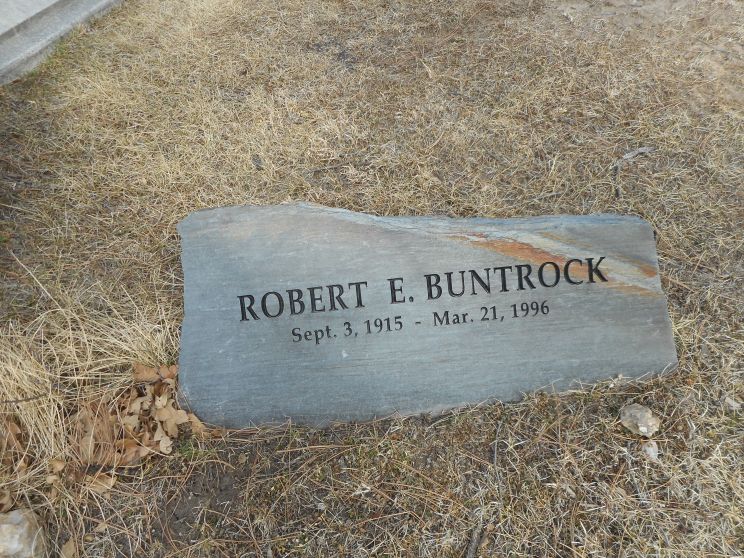 ROBERT E. BUNTROCK
Sept. 3, 1915 - Mar. 21, 1996